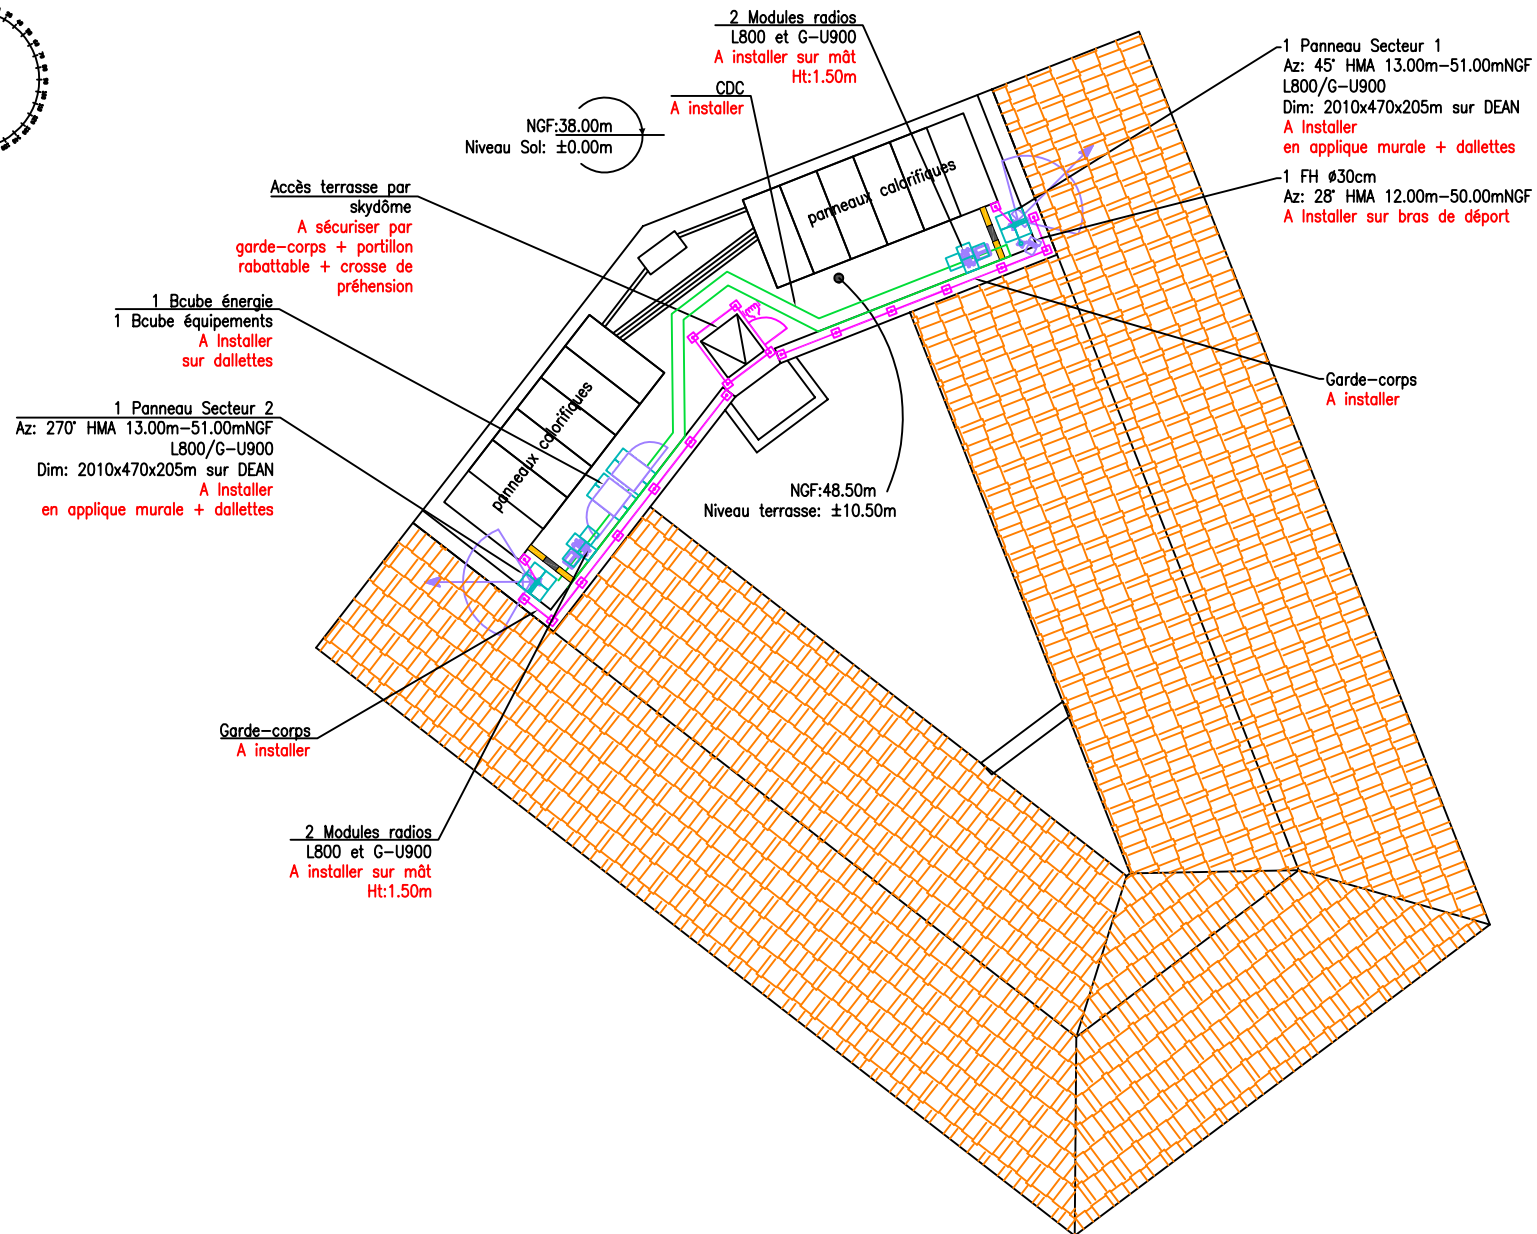 2 Modules radios
L800 et G-U900
A installer sur mât
Ht:1.50m
CDC
A installer
1 Panneau Secteur 1
Az: 45° HMA 13.00m-51.00mNGF
L800/G-U900
Dim: 2010x470x205m sur DEAN
A Installer
en applique murale + dallettes
1 FH ø30cm
Az: 28° HMA 12.00m-50.00mNGF
A Installer sur bras de déport
NGF:38.00m
Niveau Sol: ±0.00m
Accès terrasse par
skydôme
A sécuriser par
garde-corps + portillon
rabattable + crosse de
préhension
panneaux calorifiques
1 Bcube énergie
1 Bcube équipements
A Installer
sur dallettes
panneaux calorifiques
Garde-corps
A installer
1 Panneau Secteur 2
Az: 270° HMA 13.00m-51.00mNGF
L800/G-U900
Dim: 2010x470x205m sur DEAN
A Installer
en applique murale + dallettes
NGF:48.50m
Niveau terrasse: ±10.50m
Garde-corps
A installer
2 Modules radios
L800 et G-U900
A installer sur mât
Ht:1.50m